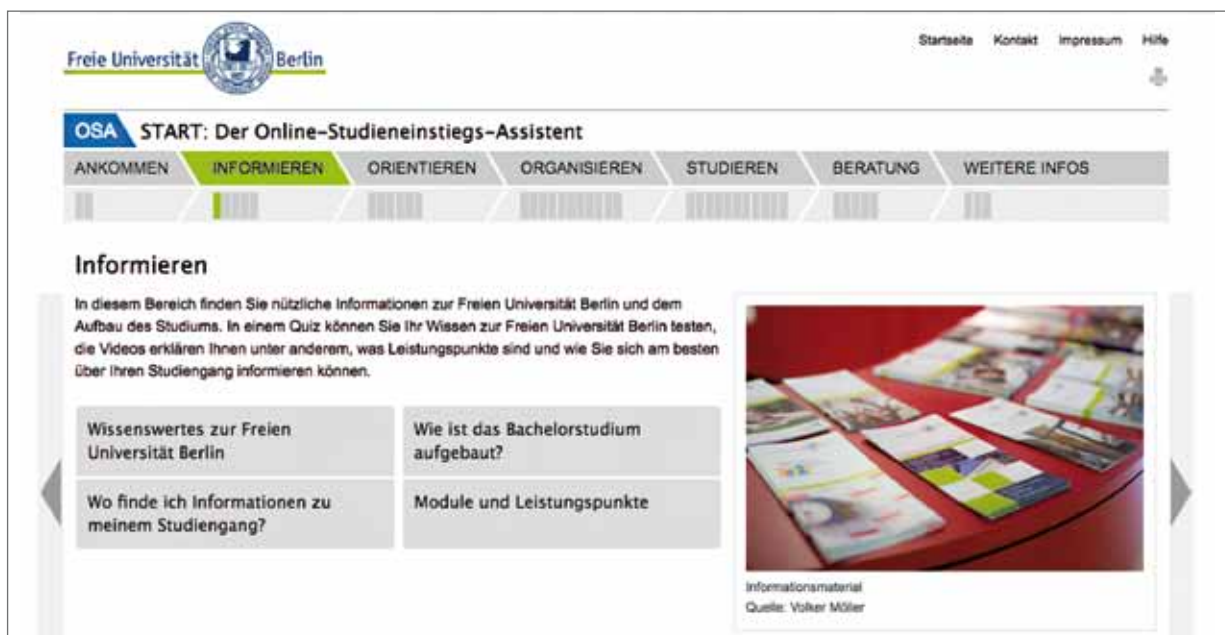 Freie Universität Berlin
Startseite Kontakt Impressum Hilfe
OSA START: Der Online-Studieneinstiegs-Assistent
ANKOMMEN INFORMIEREN ORIENTIEREN ORGANISIEREN STUDIEREN BERATUNG WEITERE INFOS
Informieren
In diesem Bereich finden Sie nützliche Informationen zur Freien Universität Berlin und dem
Aufbau des Studiums. In einem Quiz können Sie Ihr Wissen zur Freien Universität Berlin testen,
die Videos erklären Ihnen unter anderem, was Leistungspunkte sind und wie Sie sich am besten
über Ihren Studiengang informieren können.
Wissenswertes zur Freien
Universität Berlin
Wie ist das Bachelorstudium
aufgebaut?
Wo finde ich Informationen zu
meinem Studiengang?
Module und Leistungspunkte
Informationsmaterial
Quelle: Volker Möller